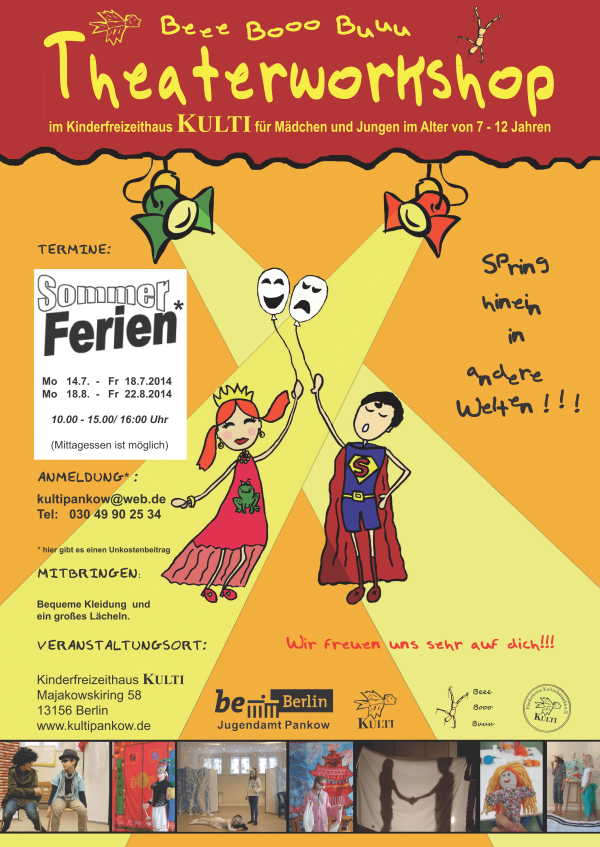 Beee Booo Buuu
Theaterworkshop
im Kinderfreizeithaus KULTI für Mädchen und Jungen im Alter von 7 - 12 Jahren
TERMINE:
Sommer
Ferien*
Mo 14.7. - Fr 18.7.2014
Mo 18.8. - Fr 22.8.2014
10.00 - 15.00/ 16:00 Uhr
(Mittagessen ist möglich)
Spring
hinein
in
andere
Welten!!!
S
ANMELDUNG*:
kultipankow@web.de
Tel: 030 49 90 25 34
* hier gibt es einen Unkostenbeitrag
MITBRINGEN:
Bequeme Kleidung und
ein großes Lächeln.
VERANSTALTUNGSORT:
Wir freuen uns sehr auf dich!!!
Kinderfreizeithaus KULTI
Majakowskiring 58
13156 Berlin
www.kultipankow.de
be Berlin
Jugendamt Pankow
KULTI
Beee
Booo
Buuu
KULTI